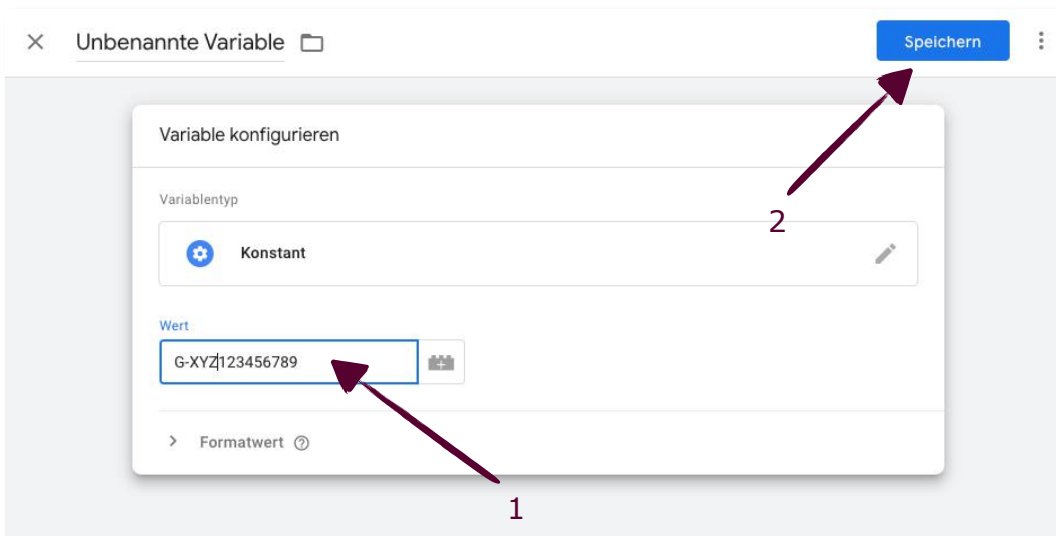 Unbenannte Variable
Speichern
Variable konfigurieren
2
Variablentyp
Konstant
Wert
G-XYZ123456789
Formatwert
1